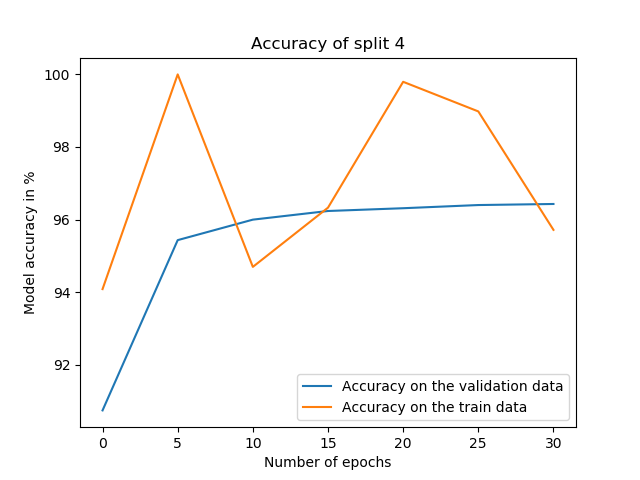 Accuracy of split 4
100
98
96
94
92
Model accuracy in %
0 5 10 15 20 25 30
Number of epochs
Accuracy on the validation data
Accuracy on the train data